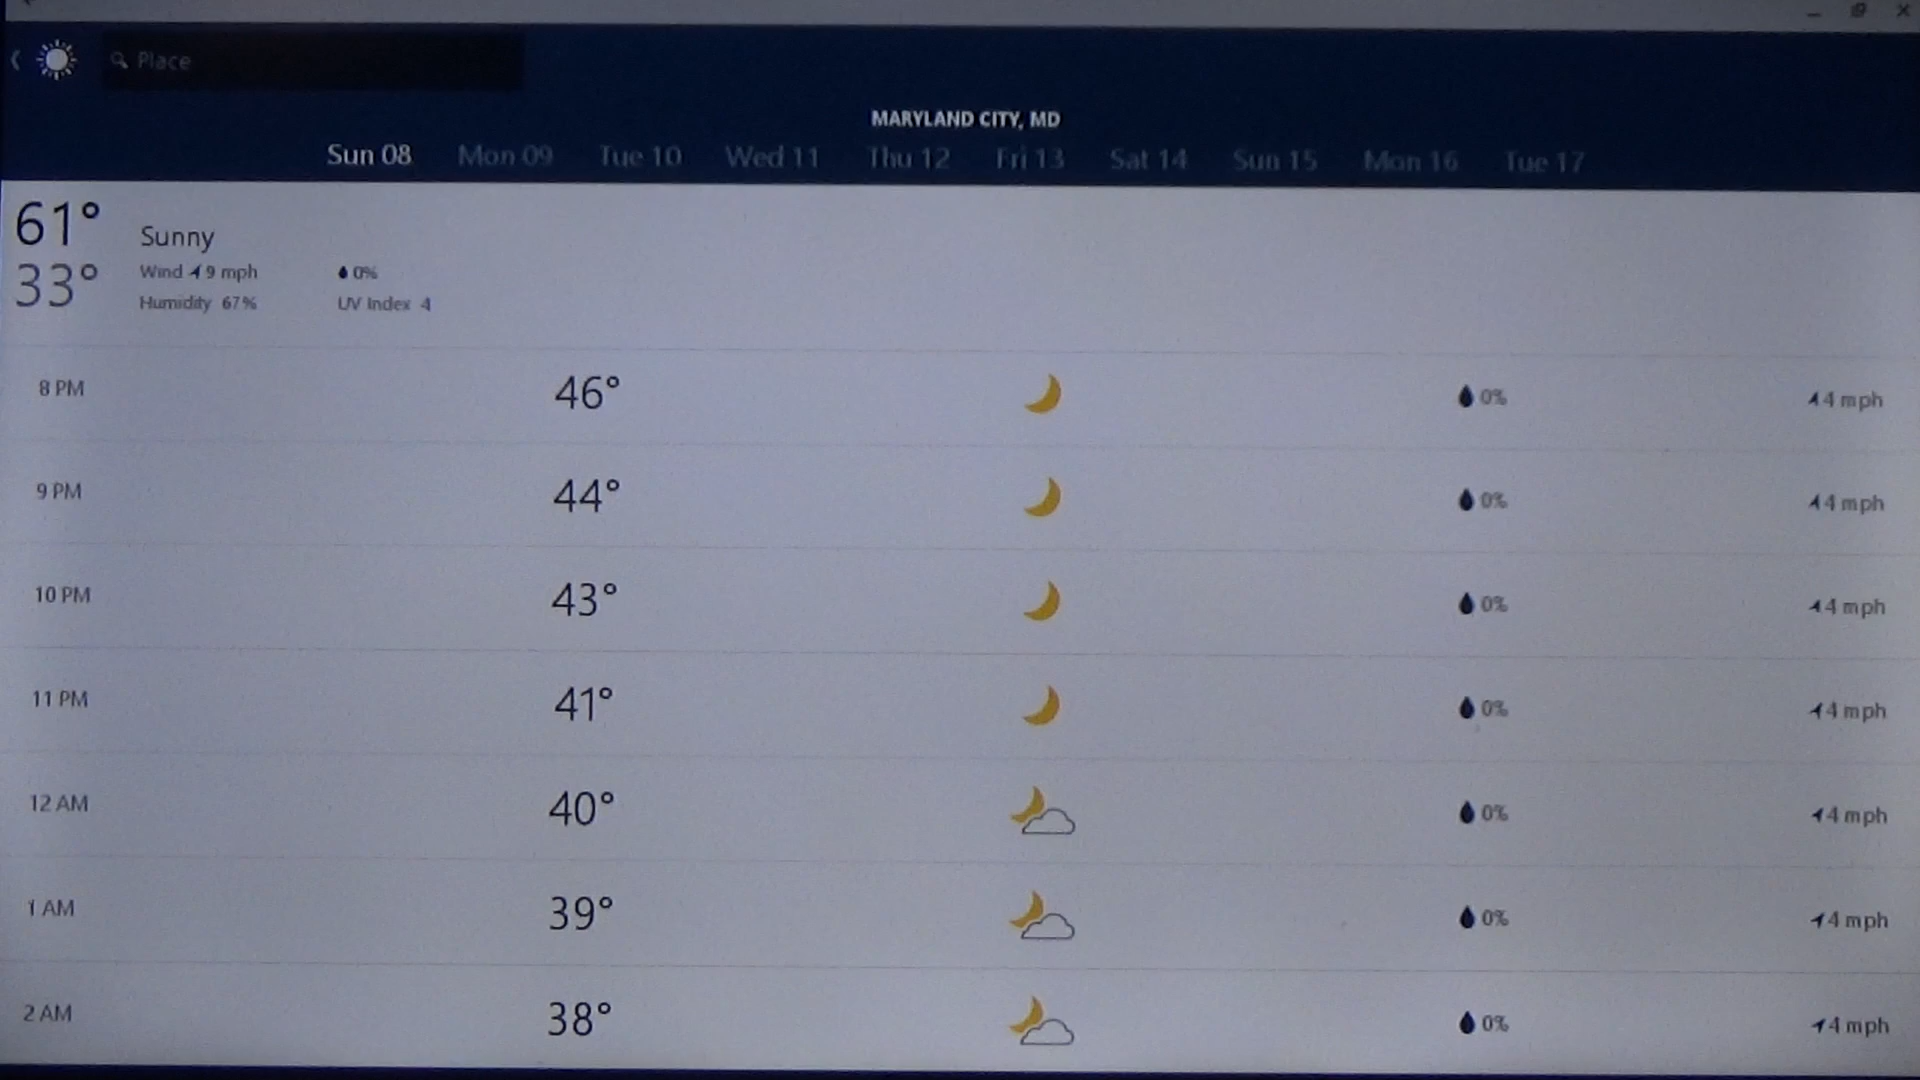 Place
MARYLAND CITY, MD
Sun 08 Mon 09 Tue 10 Wed 11 Thu 12 Fri 13 Sat 14 Sun 15 Mon 16 Tue 17
61°
33°
Sunny
Wind 9 mph 0%
Humidity 67% UV Index 4
8 PM 46° 0% 4 mph
9 PM 44° 0% 4 mph
10 PM 43° 0% 4 mph
11 PM 41° 0% 4 mph
12 AM 40° 0% 4 mph
1 AM 39° 0% 4 mph
2 AM 38° 0% 4 mph